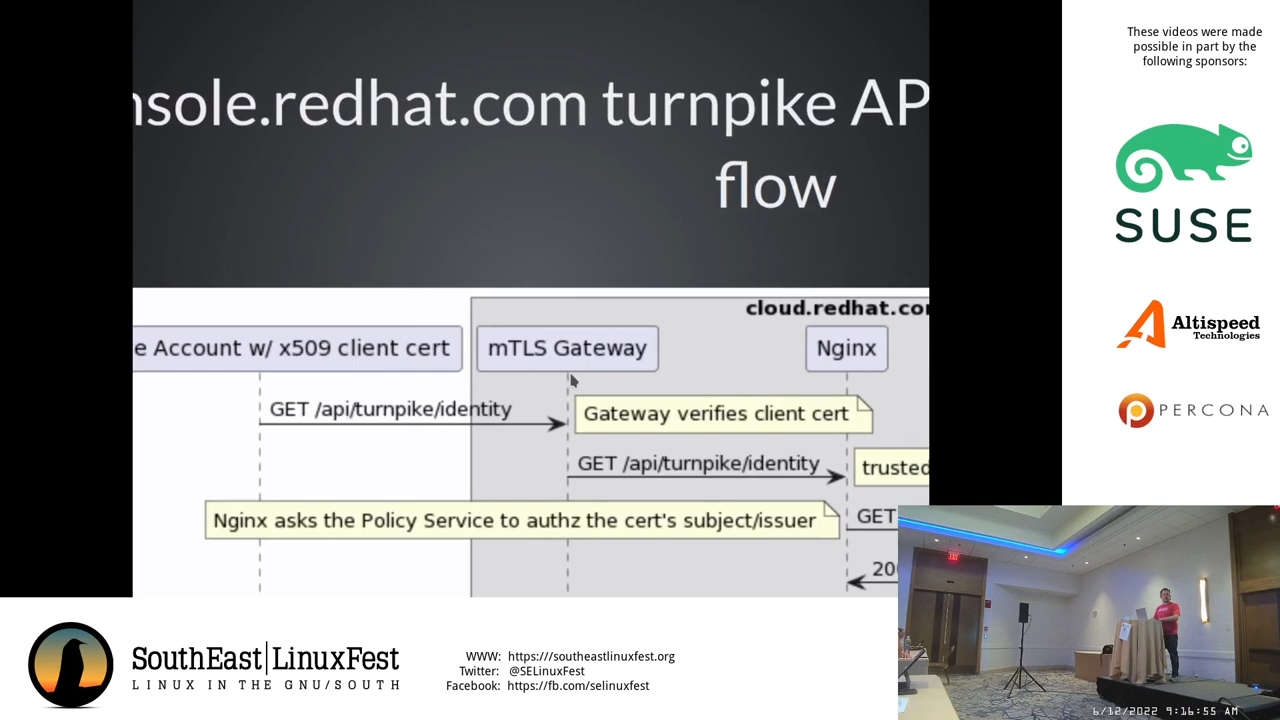 nsole.redhat.com turnpike AP
flow
cloud.redhat.co
e Account w/ x509 client cert
mTLS Gateway
Nginx
GET /api/turnpike/identity
Gateway verifies client cert
GET /api/turnpike/identity
trusted
Nginx asks the Policy Service to authz the cert's subject/issuer
GET
20
These videos were made
possible in part by the
following sponsors:
SUSE
Altispeed
Technologies
PERCONA
SouthEast LinuxFest
LINUX IN THE GNU/SOUTH
WWW: https://southeastlinuxfest.org
Twitter: @SELinuxFest
Facebook: https://fb.com/selinuxfest
6/12/2022 9:16:55 AM